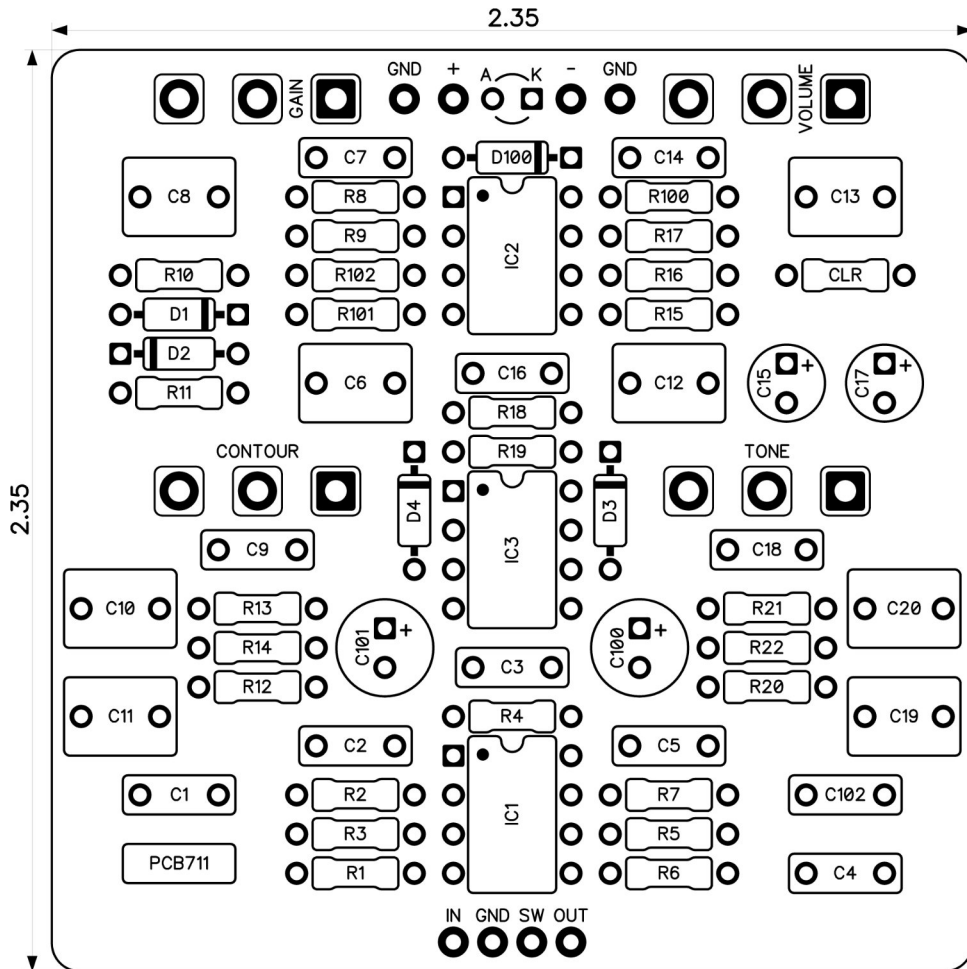 2.35
GND + A K - GND
GAIN
VOLUME
C7 D100 C14
C8 R8 R100 C13
R9 IC2 R17
R10 R102 R16 CLR
D1 R101 R15
D2
C6 C16 C12 C15 + C17 +
R11
R18
CONTOUR R19 TONE
2.35
D4 D3
C9 IC3 C18
C10 R13 R21 C20
C101 + C100 +
R14 R22
R12 C3 R20
C11 R4 C19
C2 C5
C1 R2 IC1 R7 C102
R3 R5
PCB711 R1 R6 C4
IN GND SW OUT